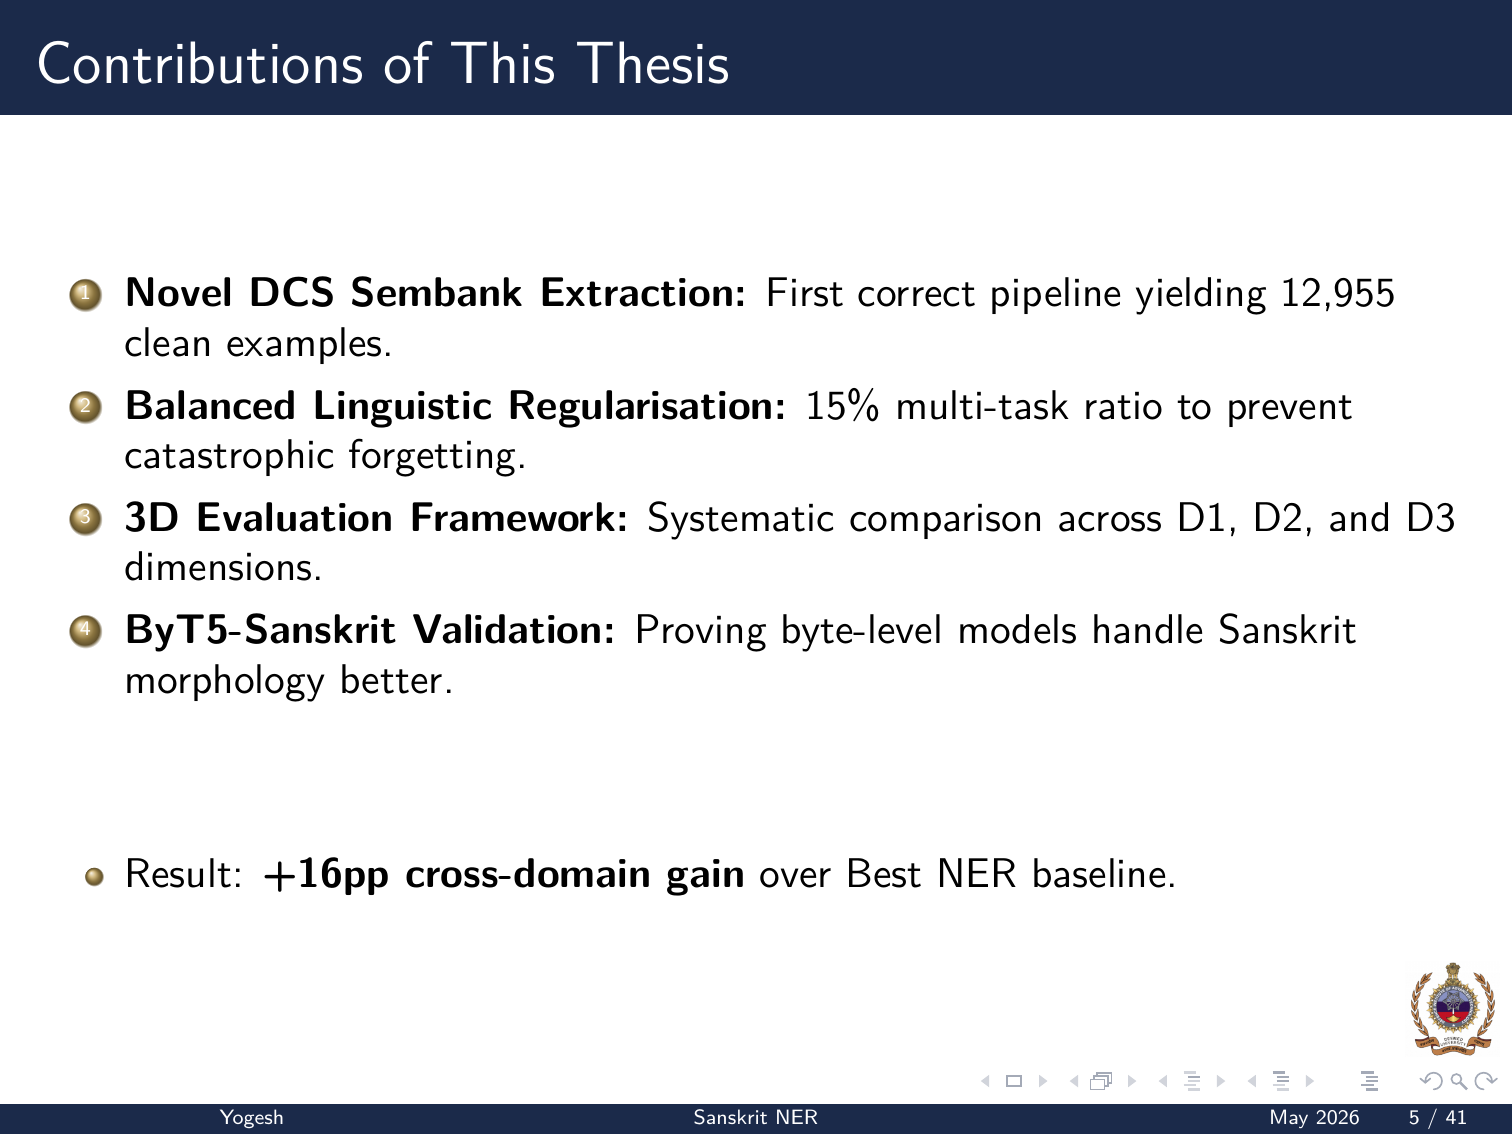 Contributions of This Thesis
1 Novel DCS Sembank Extraction: First correct pipeline yielding 12,955
clean examples.
2 Balanced Linguistic Regularisation: 15% multi-task ratio to prevent
catastrophic forgetting.
3 3D Evaluation Framework: Systematic comparison across D1, D2, and D3
dimensions.
4 ByT5-Sanskrit Validation: Proving byte-level models handle Sanskrit
morphology better.
Result: +16pp cross-domain gain over Best NER baseline.
Yogesh Sanskrit NER May 2026 5 / 41